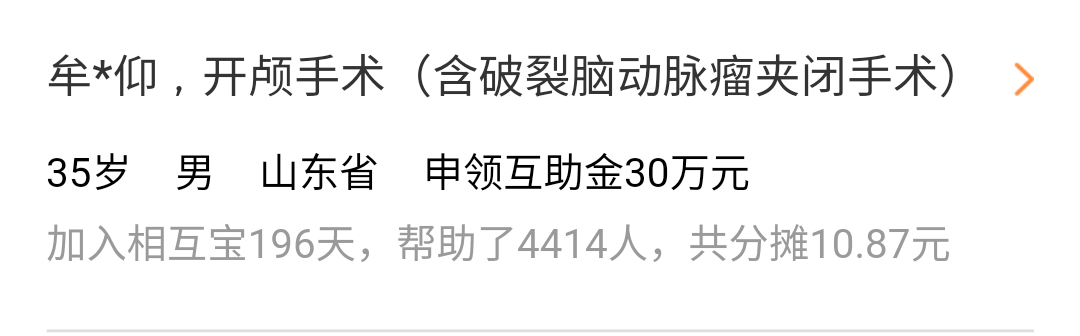 牟*仰，开颅手术（含破裂脑动脉瘤夹闭手术）
35岁 男 山东省 申领互助金30万元
加入相互宝196天，帮助了4414人，共分摊10.87元